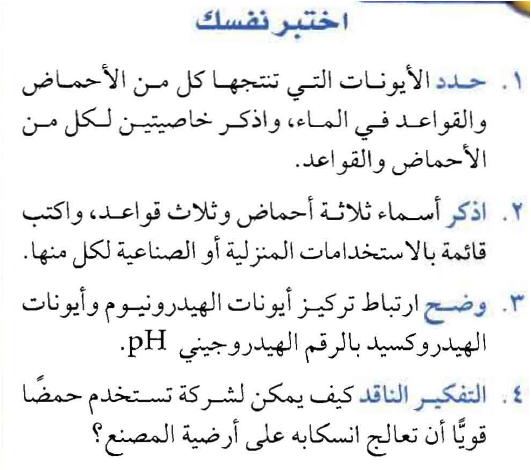 اختبر نفسك
١. حدد الأيونات التي تنتجها كل من الأحماض
والقواعد في الماء، واذكر خاصيتين لكل من
الأحماض والقواعد.
٢. اذكر أسماء ثلاثة أحماض وثلاث قواعد، واكتب
قائمة بالاستخدامات المنزلية أو الصناعية لكل منها.
٣. وضح ارتباط تركيز أيونات الهيدرونيوم وأيونات
الهيدروكسيد بالرقم الهيدروجيني pH.
٤. التفكير الناقد كيف يمكن لشركة تستخدم حمضًا
قويًّا أن تعالج انسكابه على أرضية المصنع؟